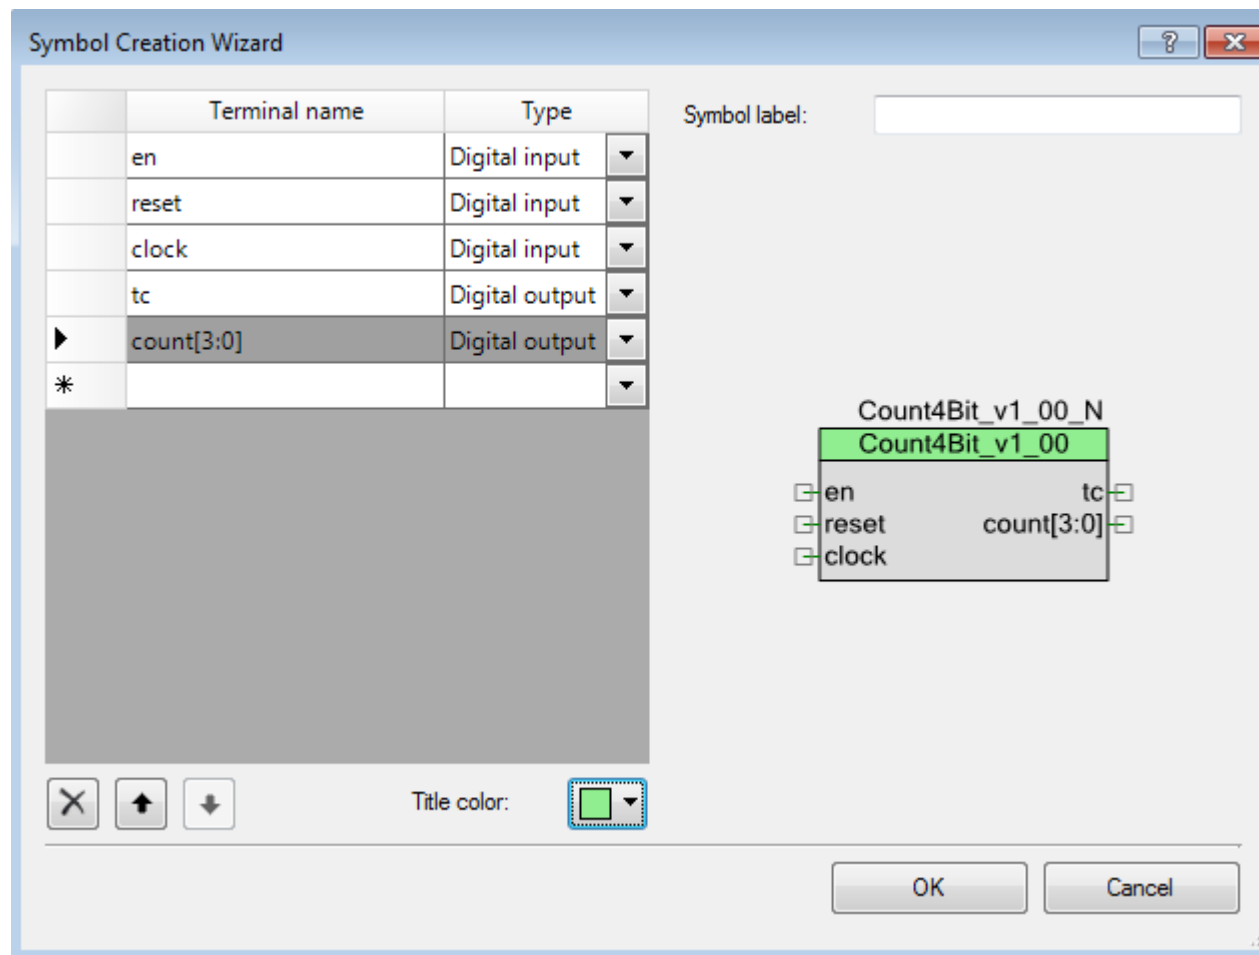 Symbol Creation Wizard
Terminal name Type
en Digital input
reset Digital input
clock Digital input
tc Digital output
count[3:0] Digital output
Title color:
Symbol label:
Count4Bit_v1_00_N
Count4Bit_v1_00
en tc
reset count[3:0]
clock
OK Cancel